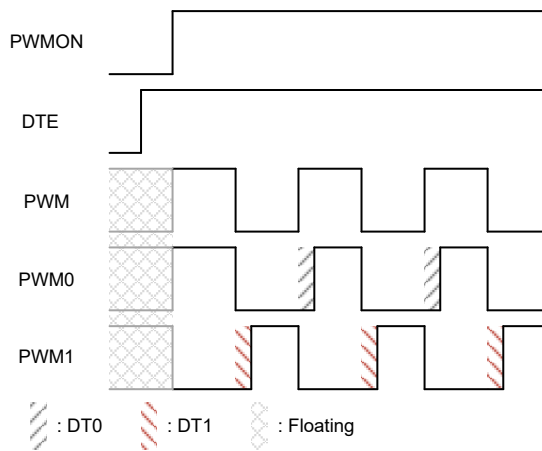 PWMON
DTE
PWM
PWM0
PWM1
: DT0 : DT1 : Floating